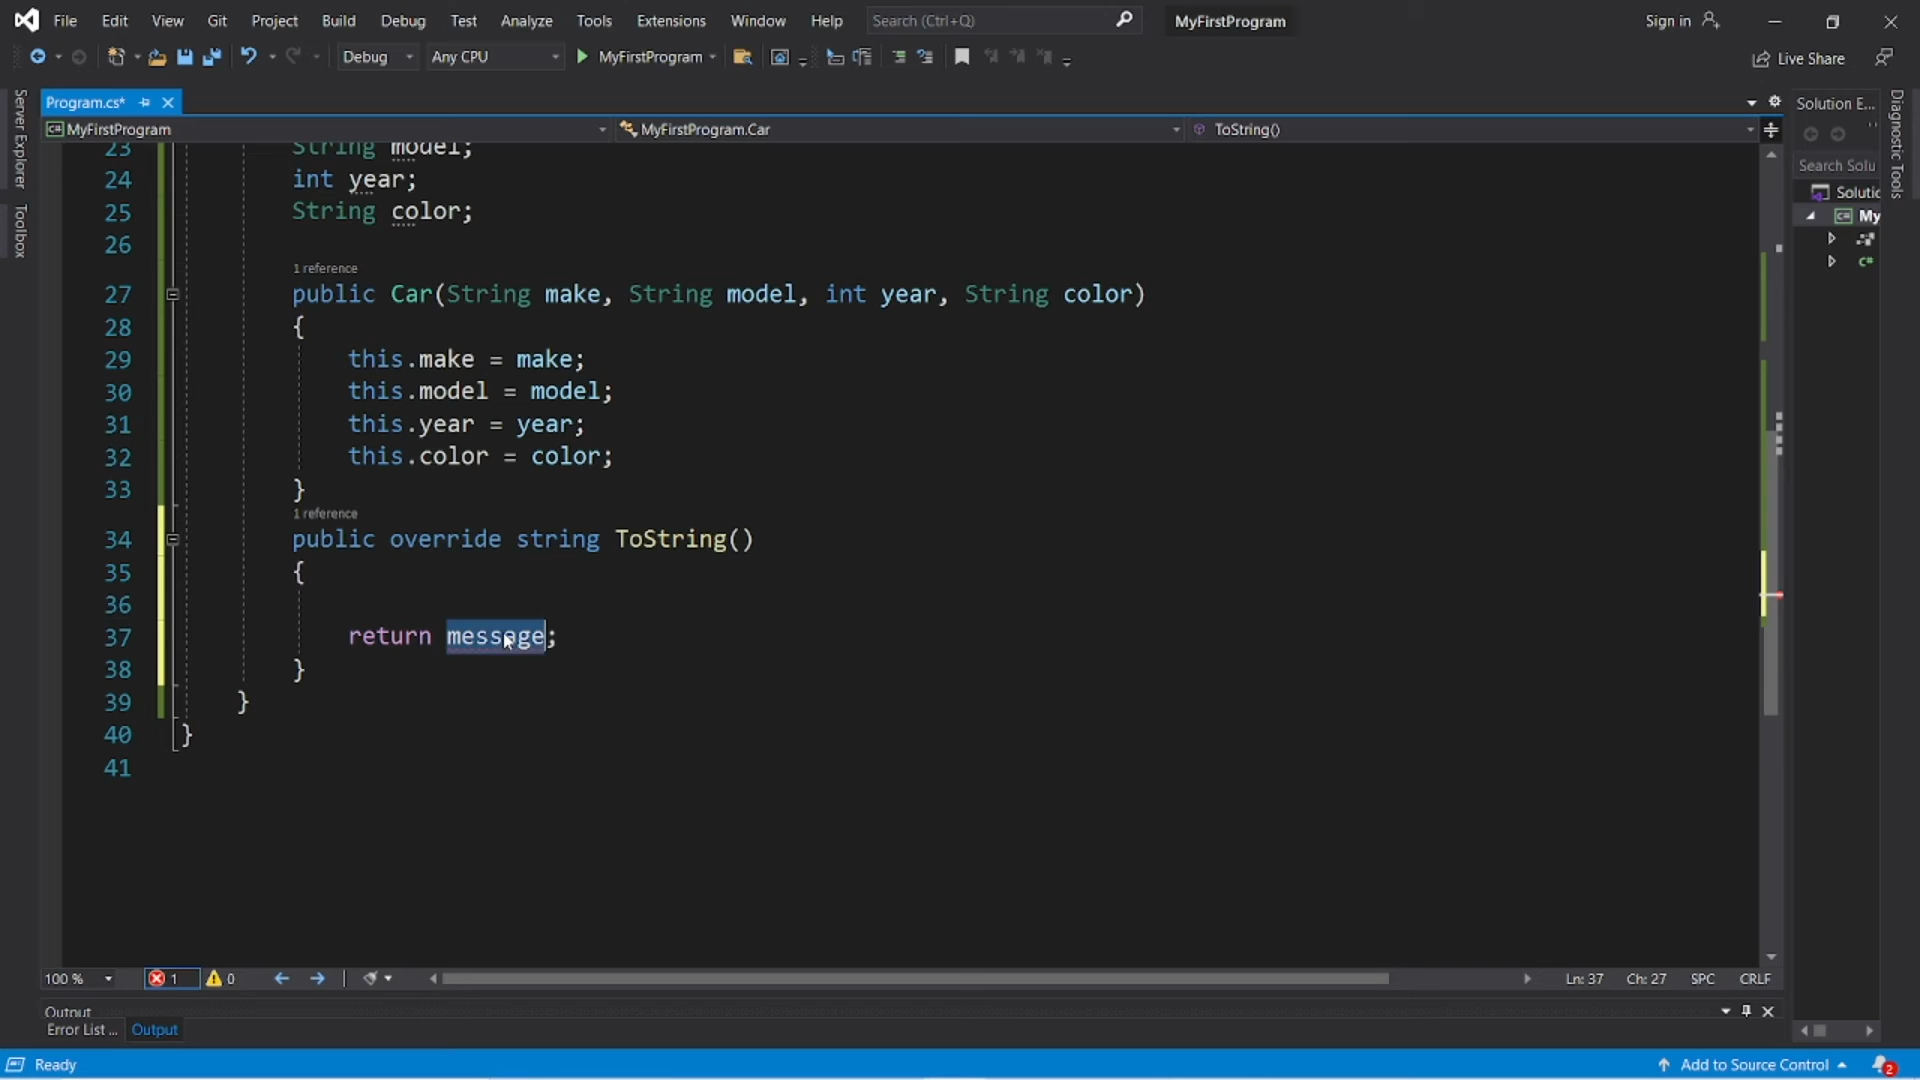 File Edit View Git Project Build Debug Test Analyze Tools Extensions Window Help Search (Ctrl+Q) MyFirstProgram Sign in
Debug Any CPU MyFirstProgram Live Share
Server Explorer
Toolbox
Program.cs*
MyFirstProgram MyFirstProgram.Car ToString()
23 String model;
24 int year;
25 String color;
26
1 reference
27 public Car(String make, String model, int year, String color)
28 {
29 this.make = make;
30 this.model = model;
31 this.year = year;
32 this.color = color;
33 }
1 reference
34 public override string ToString()
35 {
36
37 return message;
38 }
39 }
40 }
41
Solution E...
Search Solu
Solutic
My
Diagnostic Tools
100 % 1 0 Ln: 37 Ch: 27 SPC CRLF
Output
Error List ... Output
Ready Add to Source Control 2